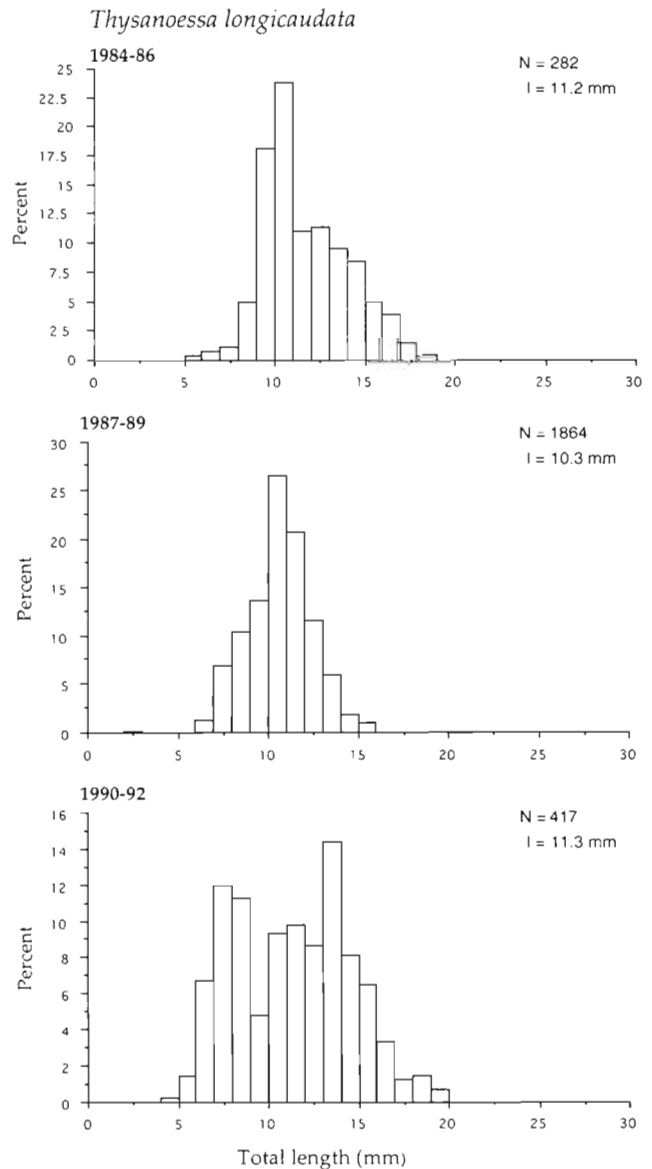 Thysanoessa longicaudata
1984-86
N = 282
l = 11.2 mm
Percent
25
22.5
20
17.5
15
12.5
10
7.5
5
2 5
0
0 5 10 15 20 25 30
1987-89
N = 1864
l = 10.3 mm
Percent
30
25
20
15
10
5
0
0 5 10 15 20 25 30
1990-92
N = 417
l = 11.3 mm
Percent
16
14
12
10
8
6
4
2
0
0 5 10 15 20 25 30
Total length (mm)